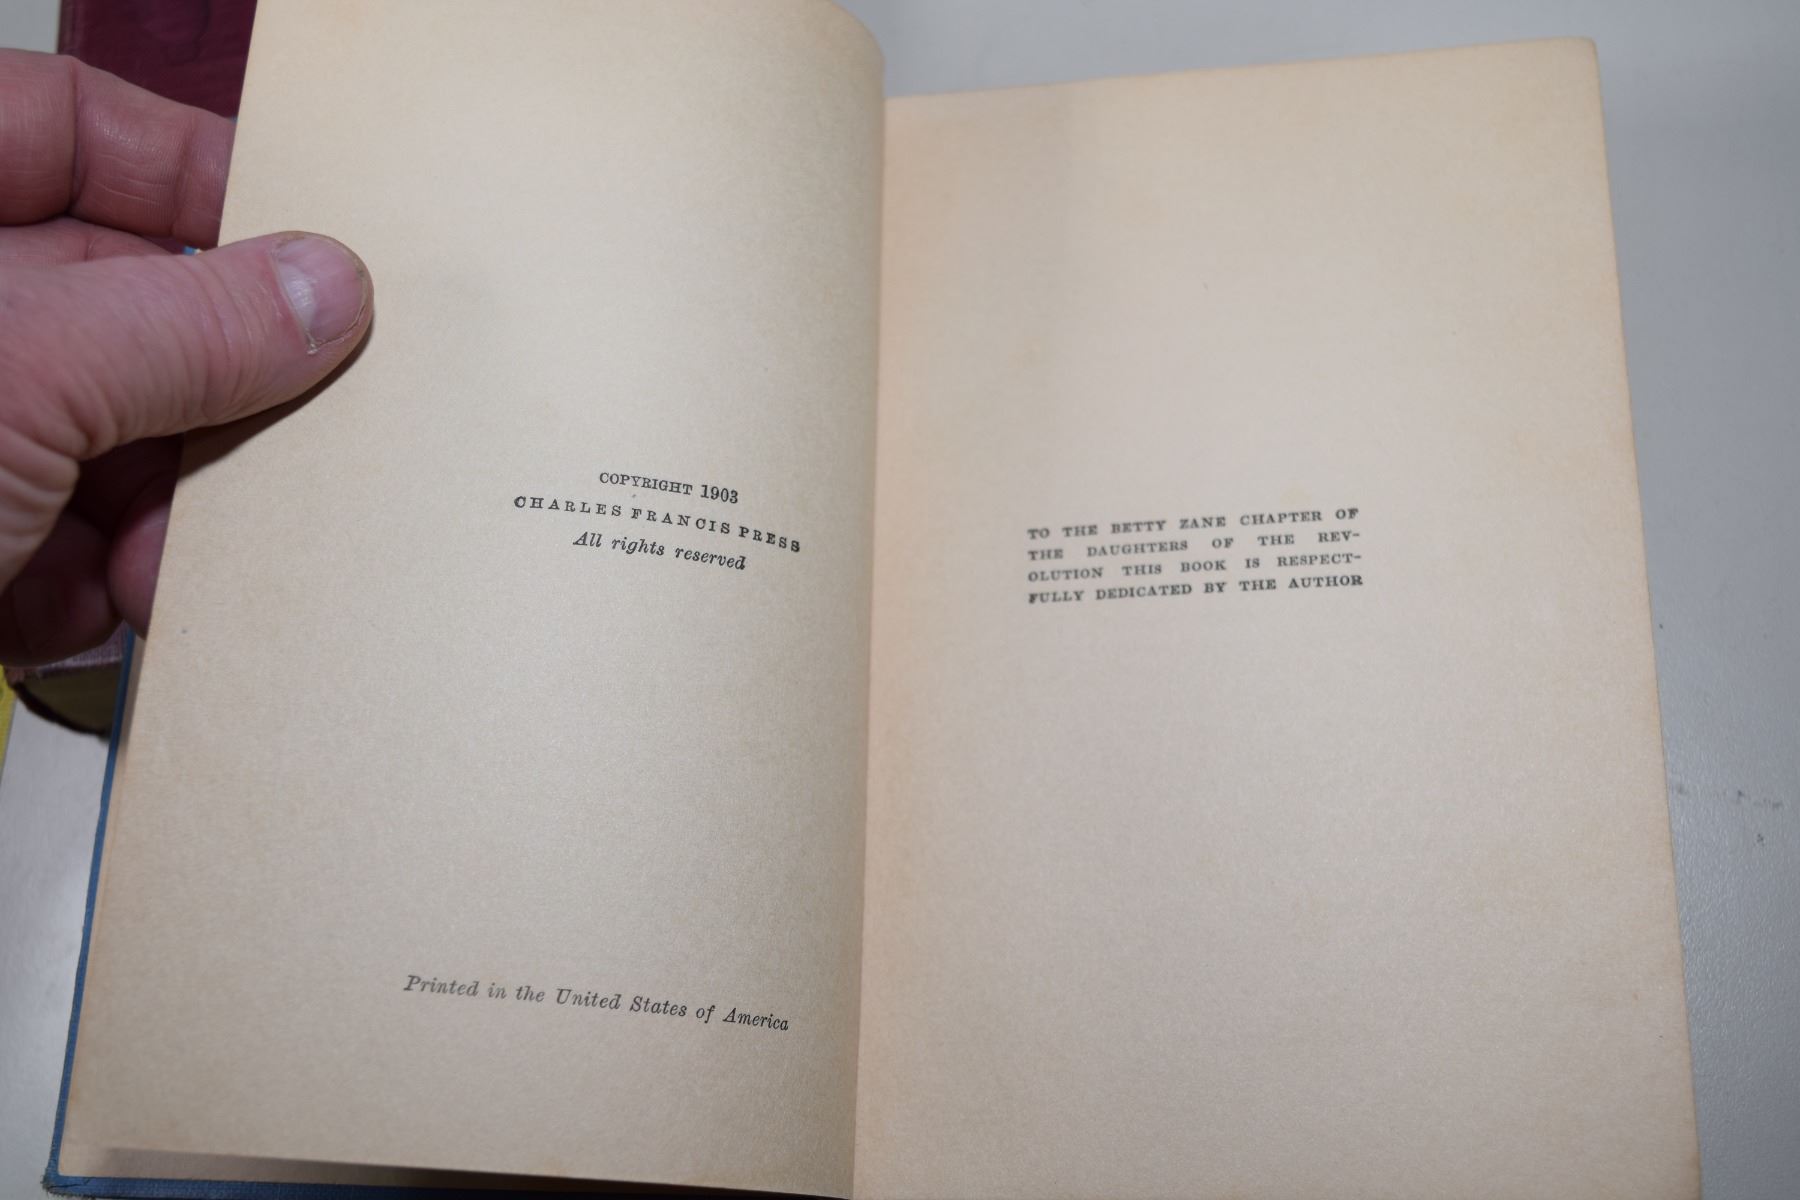 COPYRIGHT 1903
CHARLES FRANCIS PRESS
All rights reserved
Printed in the United States of America
TO THE BETTY ZANE CHAPTER OF
THE DAUGHTERS OF THE REV-
OLUTION THIS BOOK IS RESPECT-
FULLY DEDICATED BY THE AUTHOR